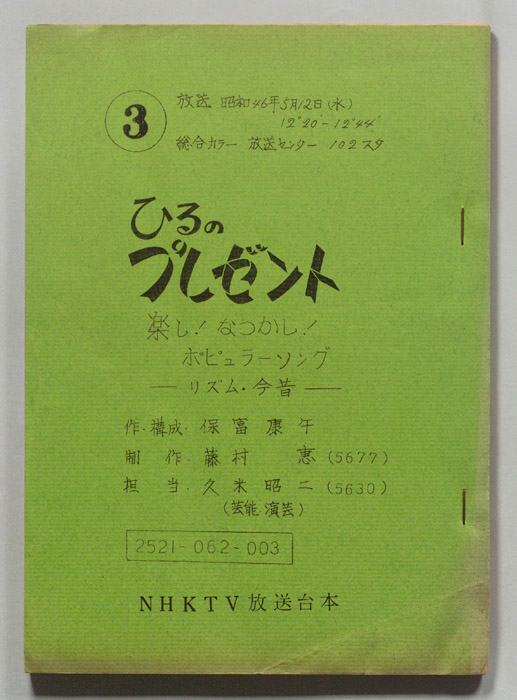 ③
放送 昭和46年5月12日(水)
12°20′-12°44′
総合カラー 放送センター 102スタ
ひるの
プレゼント
楽し!なつかし!
ポピュラーソング
—リズム・今昔—
作・構成・保富康午
制 作・藤村 惠(5677)
担 当・久米昭二(5630)
(芸能・演芸)
2521-062-003
NHKTV放送台本